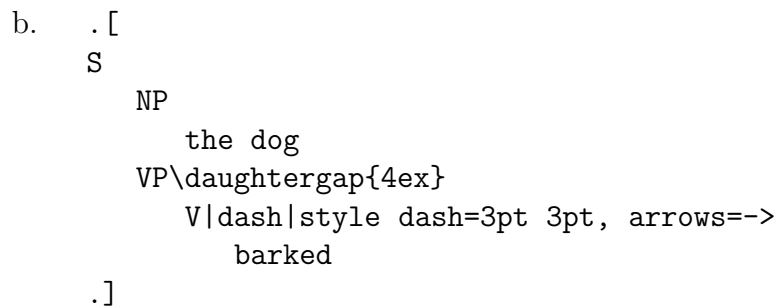 b. .[
S
NP
the dog
VP\daughtergap{4ex}
V|dash|style dash=3pt 3pt, arrows=->
barked
.]